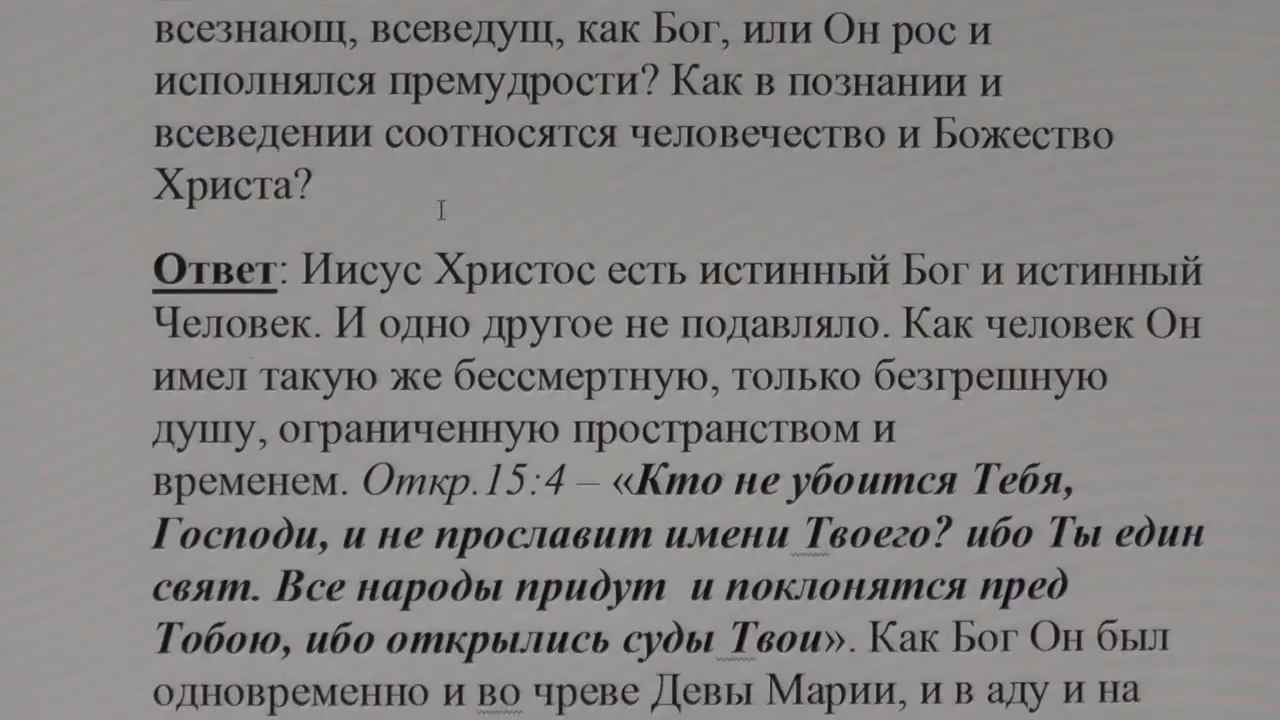 всезнающ, всеведущ, как Бог, или Он рос и
исполнялся премудрости? Как в познании и
всеведении соотносятся человечество и Божество
Христа?
Ответ: Иисус Христос есть истинный Бог и истинный
Человек. И одно другое не подавляло. Как человек Он
имел такую же бессмертную, только безгрешную
душу, ограниченную пространством и
временем. Откр.15:4 – «Кто не убоится Тебя,
Господи, и не прославит имени Твоего? ибо Ты един
свят. Все народы придут и поклонятся пред
Тобою, ибо открылись суды Твои». Как Бог Он был
одновременно и во чреве Девы Марии, и в аду и на